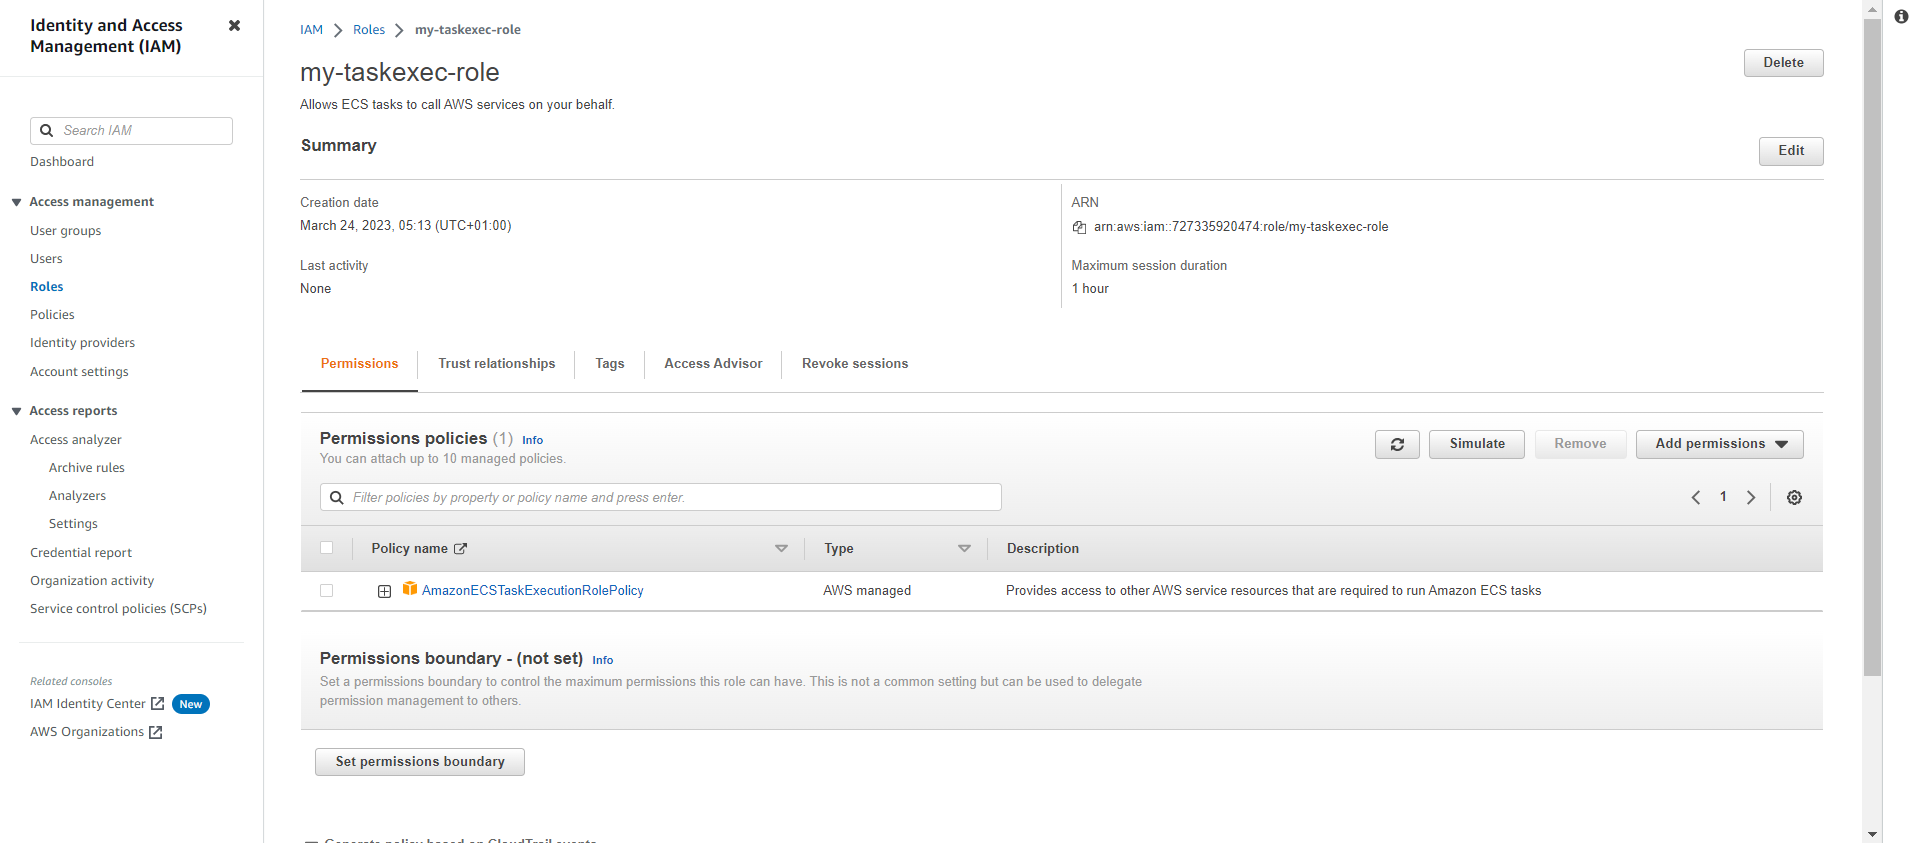 Identity and Access
Management (IAM)
Search IAM
Dashboard
Access management
User groups
Users
Roles
Policies
Identity providers
Account settings
Access reports
Access analyzer
Archive rules
Analyzers
Settings
Credential report
Organization activity
Service control policies (SCPs)
Related consoles
IAM Identity Center New
AWS Organizations
IAM Roles my-taskexec-role
my-taskexec-role
Delete
Allows ECS tasks to call AWS services on your behalf.
Summary
Edit
Creation date
March 24, 2023, 05:13 (UTC+01:00)
ARN
arn:aws:iam::727335920474:role/my-taskexec-role
Last activity
None
Maximum session duration
1 hour
Permissions Trust relationships Tags Access Advisor Revoke sessions
Permissions policies (1) Info
You can attach up to 10 managed policies.
Simulate Remove Add permissions
Filter policies by property or policy name and press enter.
1
Policy name Type Description
AmazonECSTaskExecutionRolePolicy AWS managed Provides access to other AWS service resources that are required to run Amazon ECS tasks
Permissions boundary - (not set) Info
Set a permissions boundary to control the maximum permissions this role can have. This is not a common setting but can be used to delegate
permission management to others.
Set permissions boundary
Generate policy based on CloudTrail events